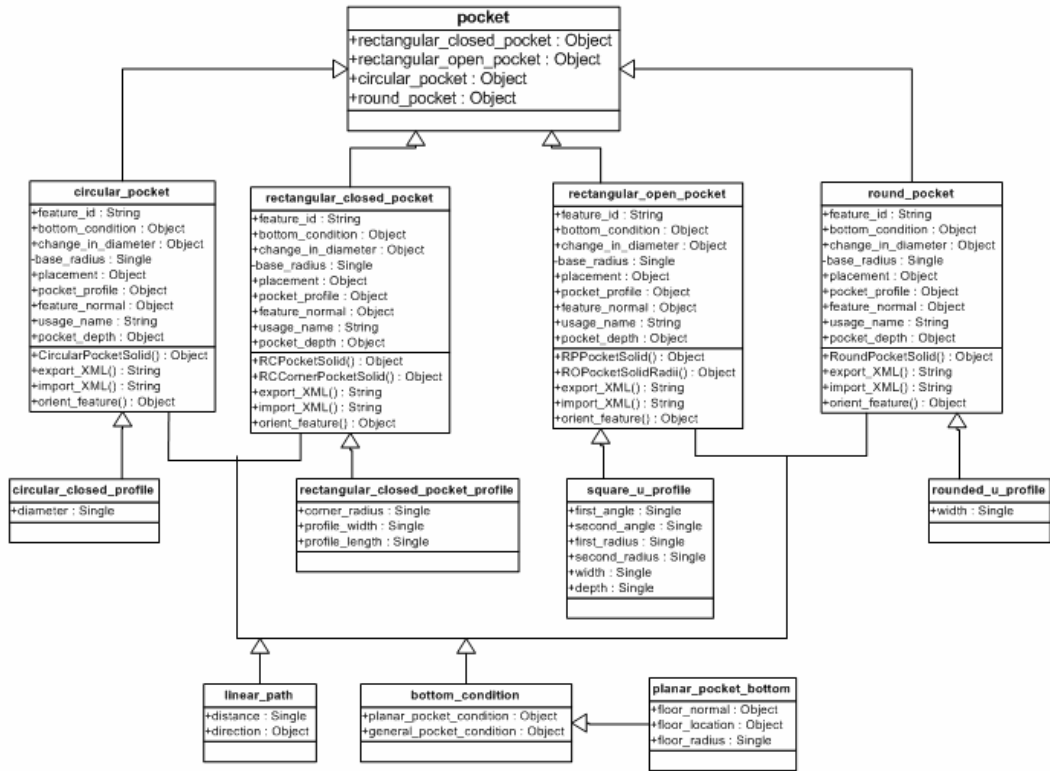 pocket
+rectangular_closed_pocket : Object
+rectangular_open_pocket : Object
+circular_pocket : Object
+round_pocket : Object
circular_pocket
+feature_id : String
+bottom_condition : Object
+change_in_diameter : Object
-base_radius : Single
+placement : Object
+pocket_profile : Object
+feature_normal : Object
+usage_name : String
+pocket_depth : Object
+CircularPocketSolid() : Object
+export_XML() : String
+import_XML() : String
+orient_feature() : Object
rectangular_closed_pocket
+feature_id : String
+bottom_condition : Object
+change_in_diameter : Object
-base_radius : Single
+placement : Object
+pocket_profile : Object
+feature_normal : Object
+usage_name : String
+pocket_depth : Object
+RCPocketSolid() : Object
+RCCornerPocketSolid() : Object
+export_XML() : String
+import_XML() : String
+orient_feature() : Object
rectangular_open_pocket
+feature_id : String
+bottom_condition : Object
+change_in_diameter : Object
-base_radius : Single
+placement : Object
+pocket_profile : Object
+feature_normal : Object
+usage_name : String
+pocket_depth : Object
+RPPocketSolid() : Object
+ROPocketSolidRadii() : Object
+export_XML() : String
+import_XML() : String
+orient_feature() : Object
round_pocket
+feature_id : String
+bottom_condition : Object
+change_in_diameter : Object
-base_radius : Single
+placement : Object
+pocket_profile : Object
+feature_normal : Object
+usage_name : String
+pocket_depth : Object
+RoundPocketSolid() : Object
+export_XML() : String
+import_XML() : String
+orient_feature() : Object
circular_closed_profile
+diameter : Single
rectangular_closed_pocket_profile
+corner_radius : Single
+profile_width : Single
+profile_length : Single
square_u_profile
+first_angle : Single
+second_angle : Single
+first_radius : Single
+second_radius : Single
+width : Single
+depth : Single
rounded_u_profile
+width : Single
linear_path
+distance : Single
+direction : Object
bottom_condition
+planar_pocket_condition : Object
+general_pocket_condition : Object
planar_pocket_bottom
+floor_normal : Object
+floor_location : Object
+floor_radius : Single